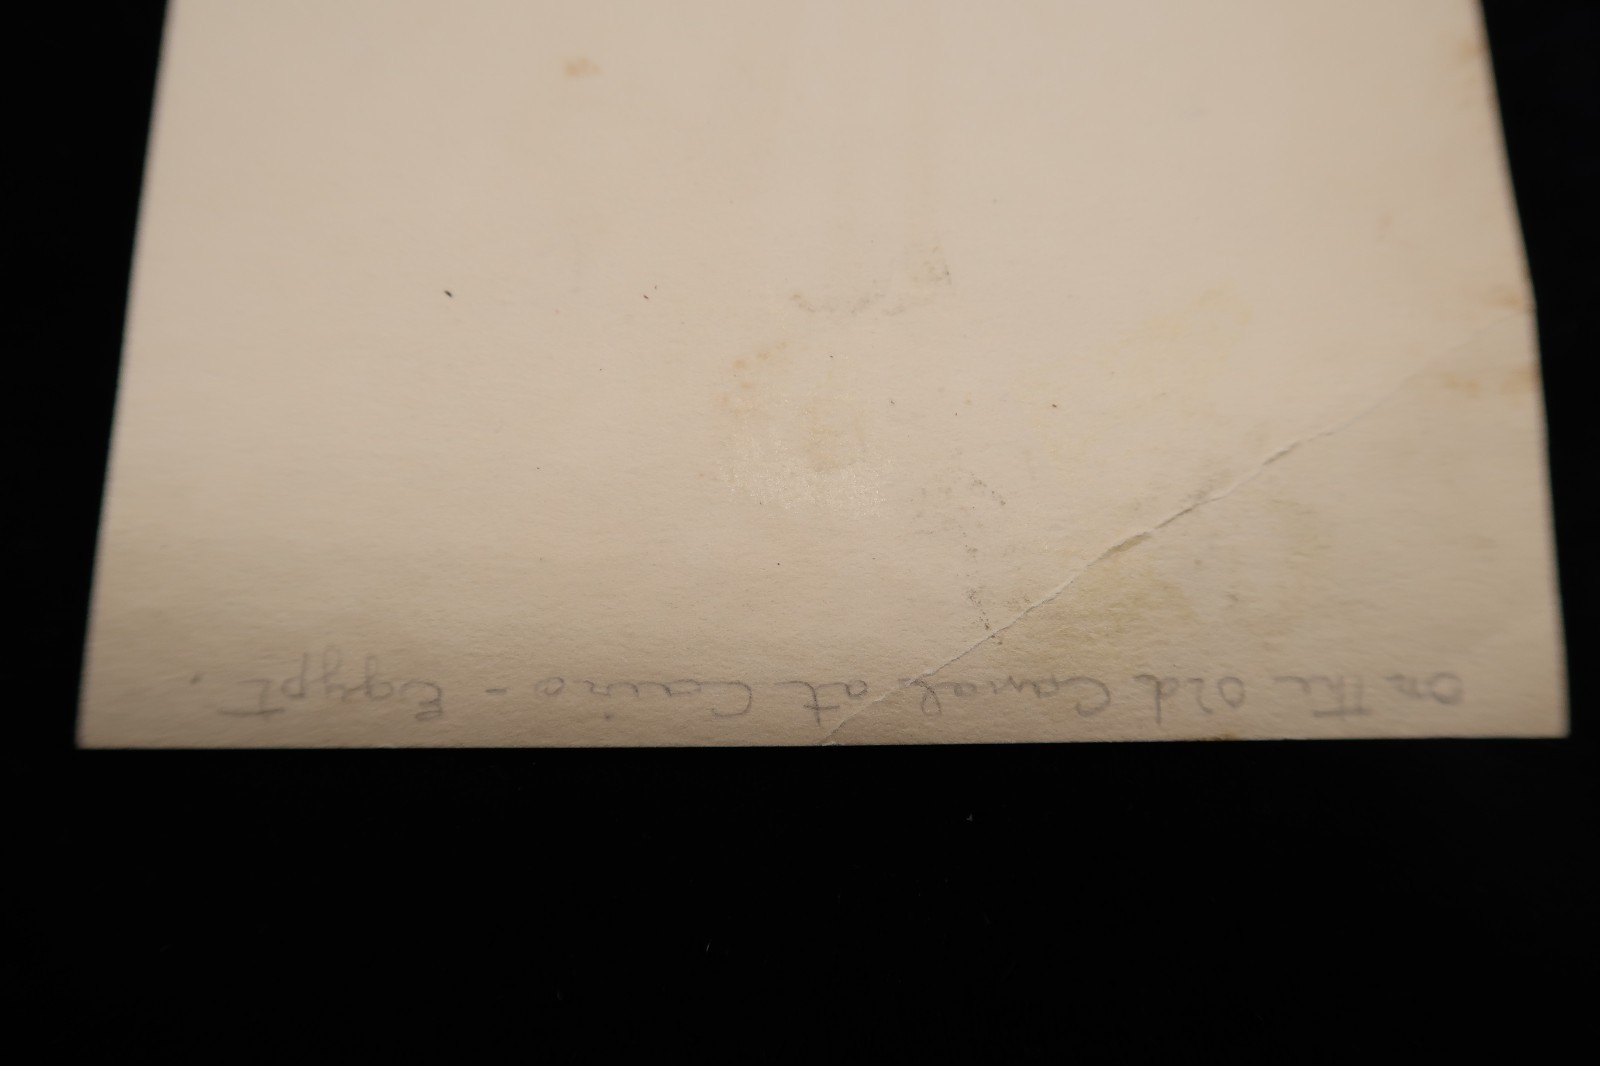 On the Old Canal at Cairo - Egypt.